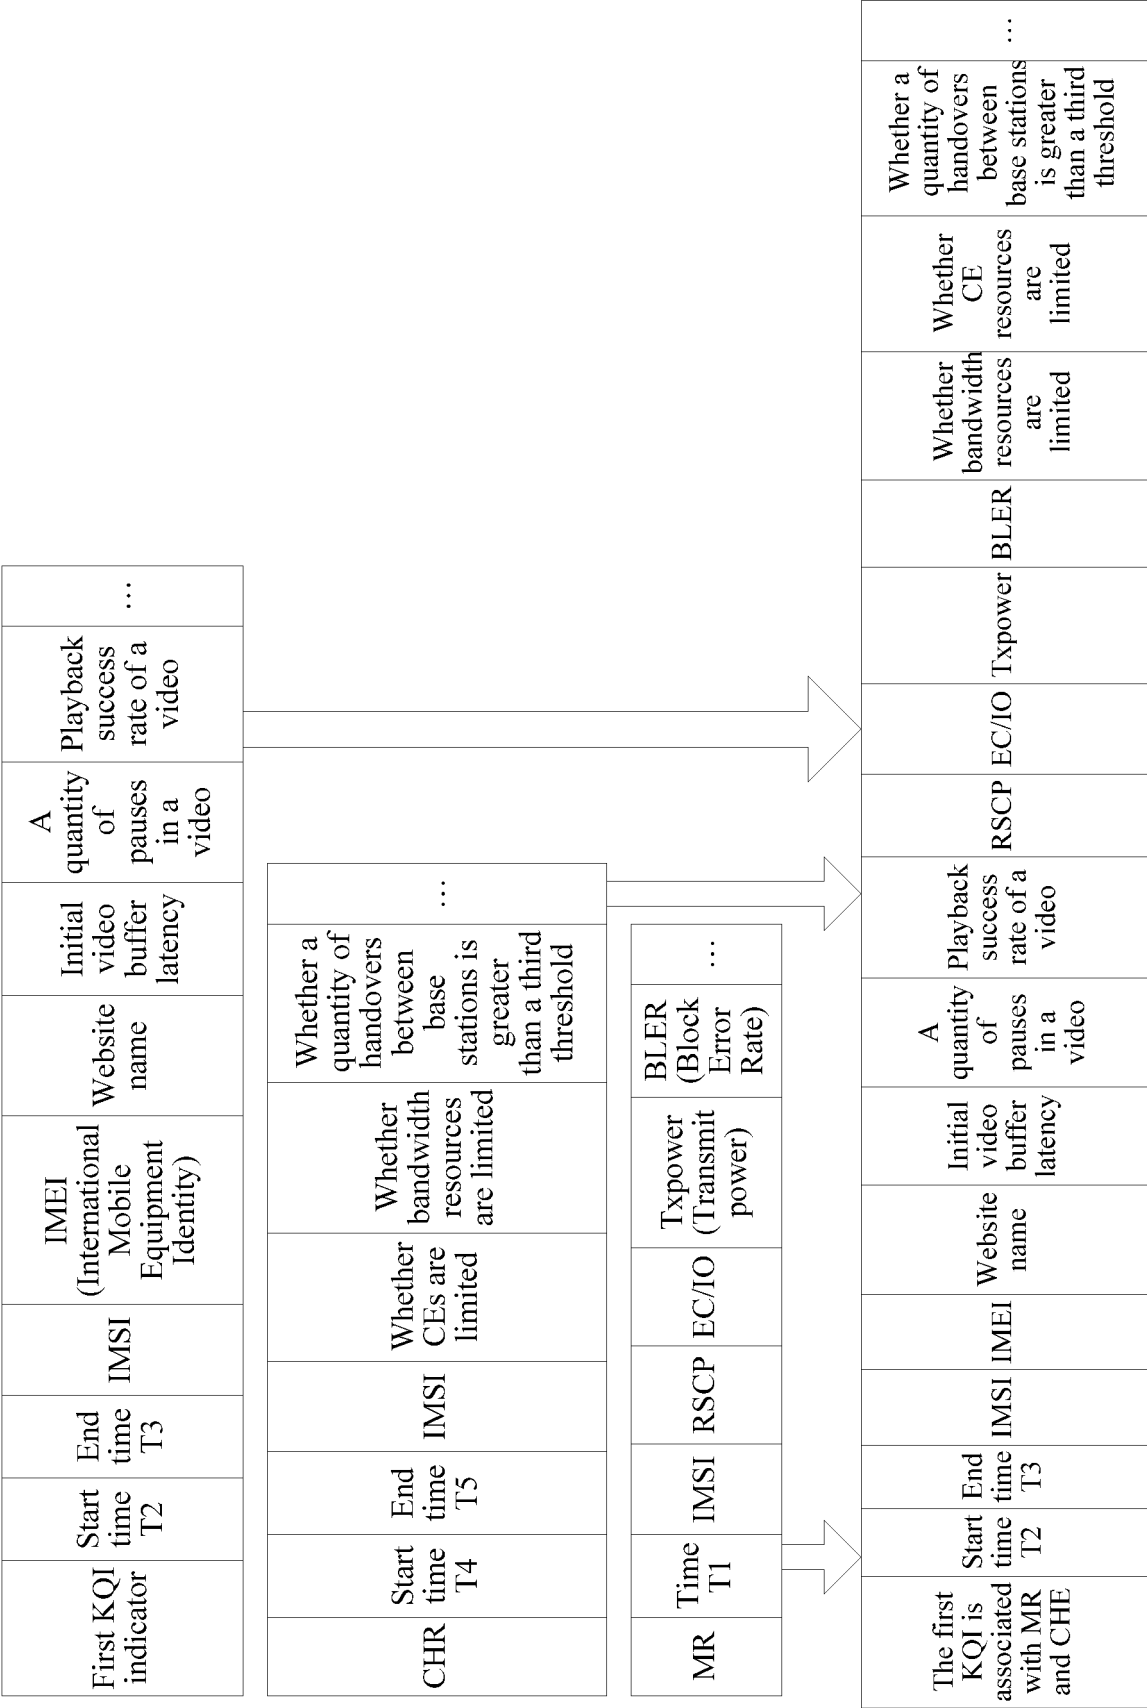 First KQI
indicator
Start
time
T2
End
time
T3
IMSI
IMEI
(International
Mobile
Equipment
Identity)
Website
name
Initial
video
buffer
latency
A
quantity
of
pauses
in a
video
Playback
success
rate of a
video
…
CHR
Start
time
T4
End
time
T5
IMSI
Whether
CEs are
limited
Whether
bandwidth
resources
are limited
Whether a
quantity of
handovers
between
base
stations is
greater
than a third
threshold
…
MR
Time
T1
IMSI
RSCP
EC/IO
Txpower
(Transmit
power)
BLER
(Block
Error
Rate)
…
The first
KQI is
associated
with MR
and CHE
Start
time
T2
End
time
T3
IMSI
IMEI
Website
name
Initial
video
buffer
latency
A
quantity
of
pauses
in a
video
Playback
success
rate of a
video
RSCP
EC/IO
Txpower
BLER
Whether
bandwidth
resources
are
limited
Whether
CE
resources
are
limited
Whether a
quantity of
handovers
between
base stations
is greater
than a third
threshold
…